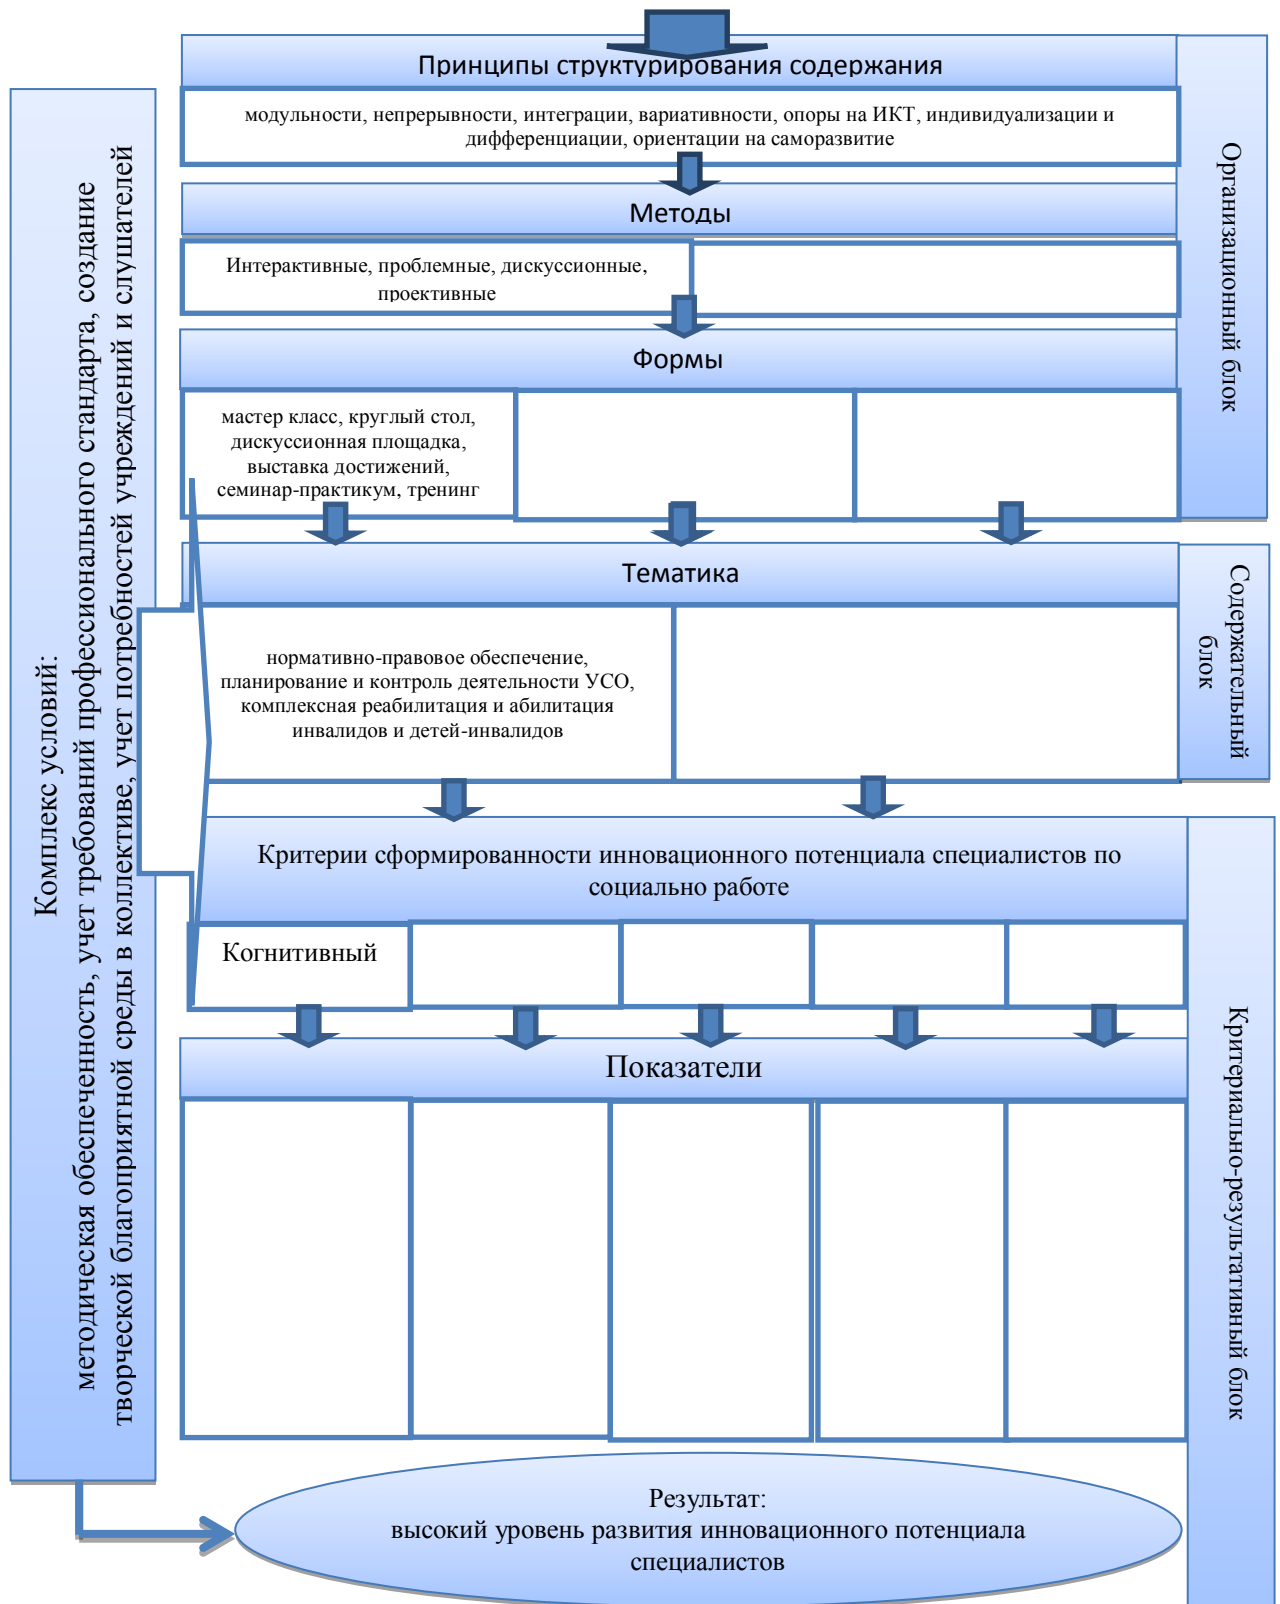 Принципы структурирования содержания
модульности, непрерывности, интеграции, вариативности, опоры на ИКТ, индивидуализации и
дифференциации, ориентации на саморазвитие
Методы
Интерактивные, проблемные, дискуссионные,
проективные
Формы
мастер класс, круглый стол,
дискуссионная площадка,
выставка достижений,
семинар-практикум, тренинг
Организационный блок
Тематика
нормативно-правовое обеспечение,
планирование и контроль деятельности УСО,
комплексная реабилитация и абилитация
инвалидов и детей-инвалидов
Содержательный
блок
Критерии сформированности инновационного потенциала специалистов по
социально работе
Когнитивный
Показатели
Критериально-результативный блок
Комплекс условий:
методическая обеспеченность, учет требований профессионального стандарта, создание
творческой благоприятной среды в коллективе, учет потребностей учреждений и слушателей
Результат:
высокий уровень развития инновационного потенциала
специалистов